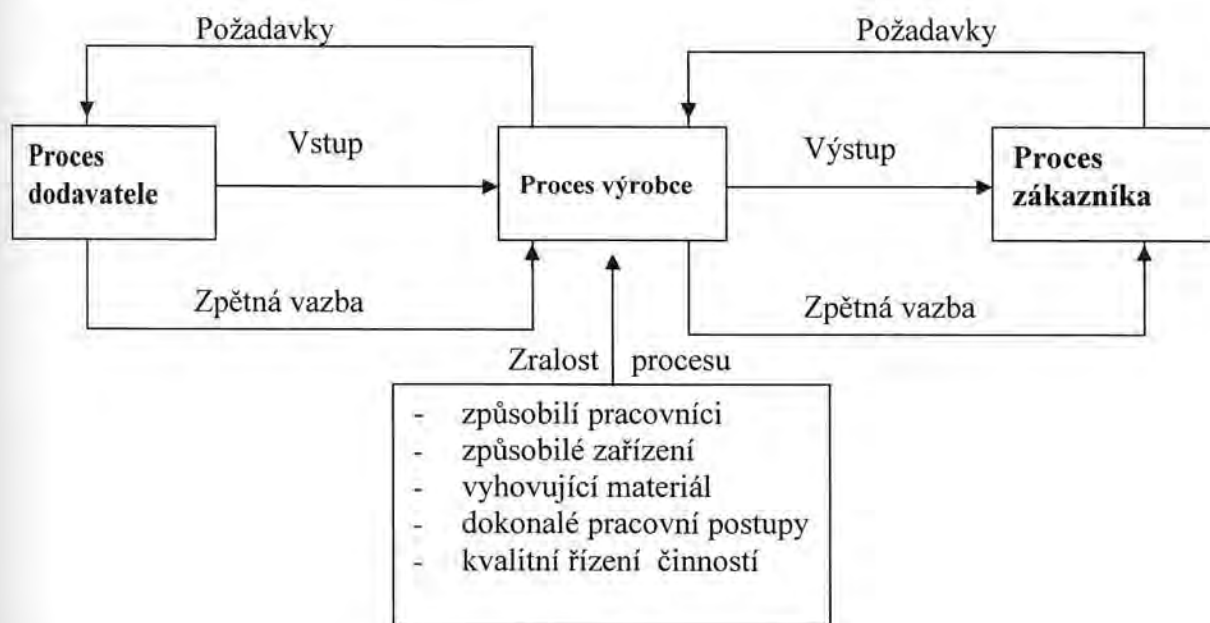 Požadavky
Požadavky
Vstup
Výstup
Proces
dodavatele
Proces výrobce
Proces
zákazníka
Zpětná vazba
Zpětná vazba
Zralost procesu
- způsobilí pracovníci
- způsobilé zařízení
- vyhovující materiál
- dokonalé pracovní postupy
- kvalitní řízení činností